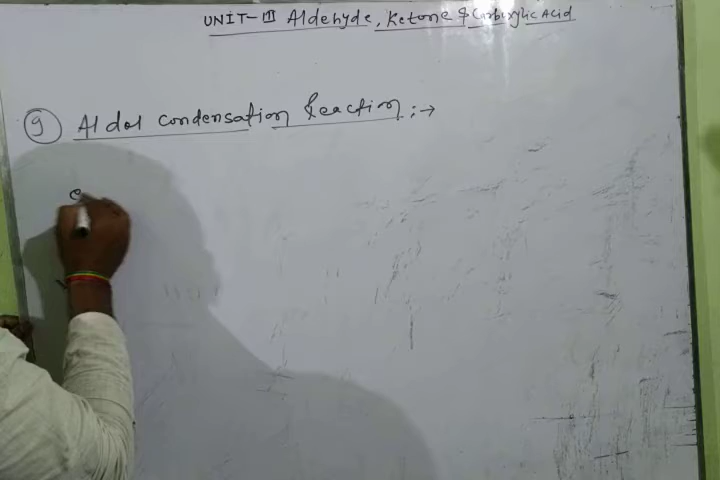 UNIT-III Aldehyde, Ketone & Carboxylic Acid
9 Aldol condensation Reaction :→